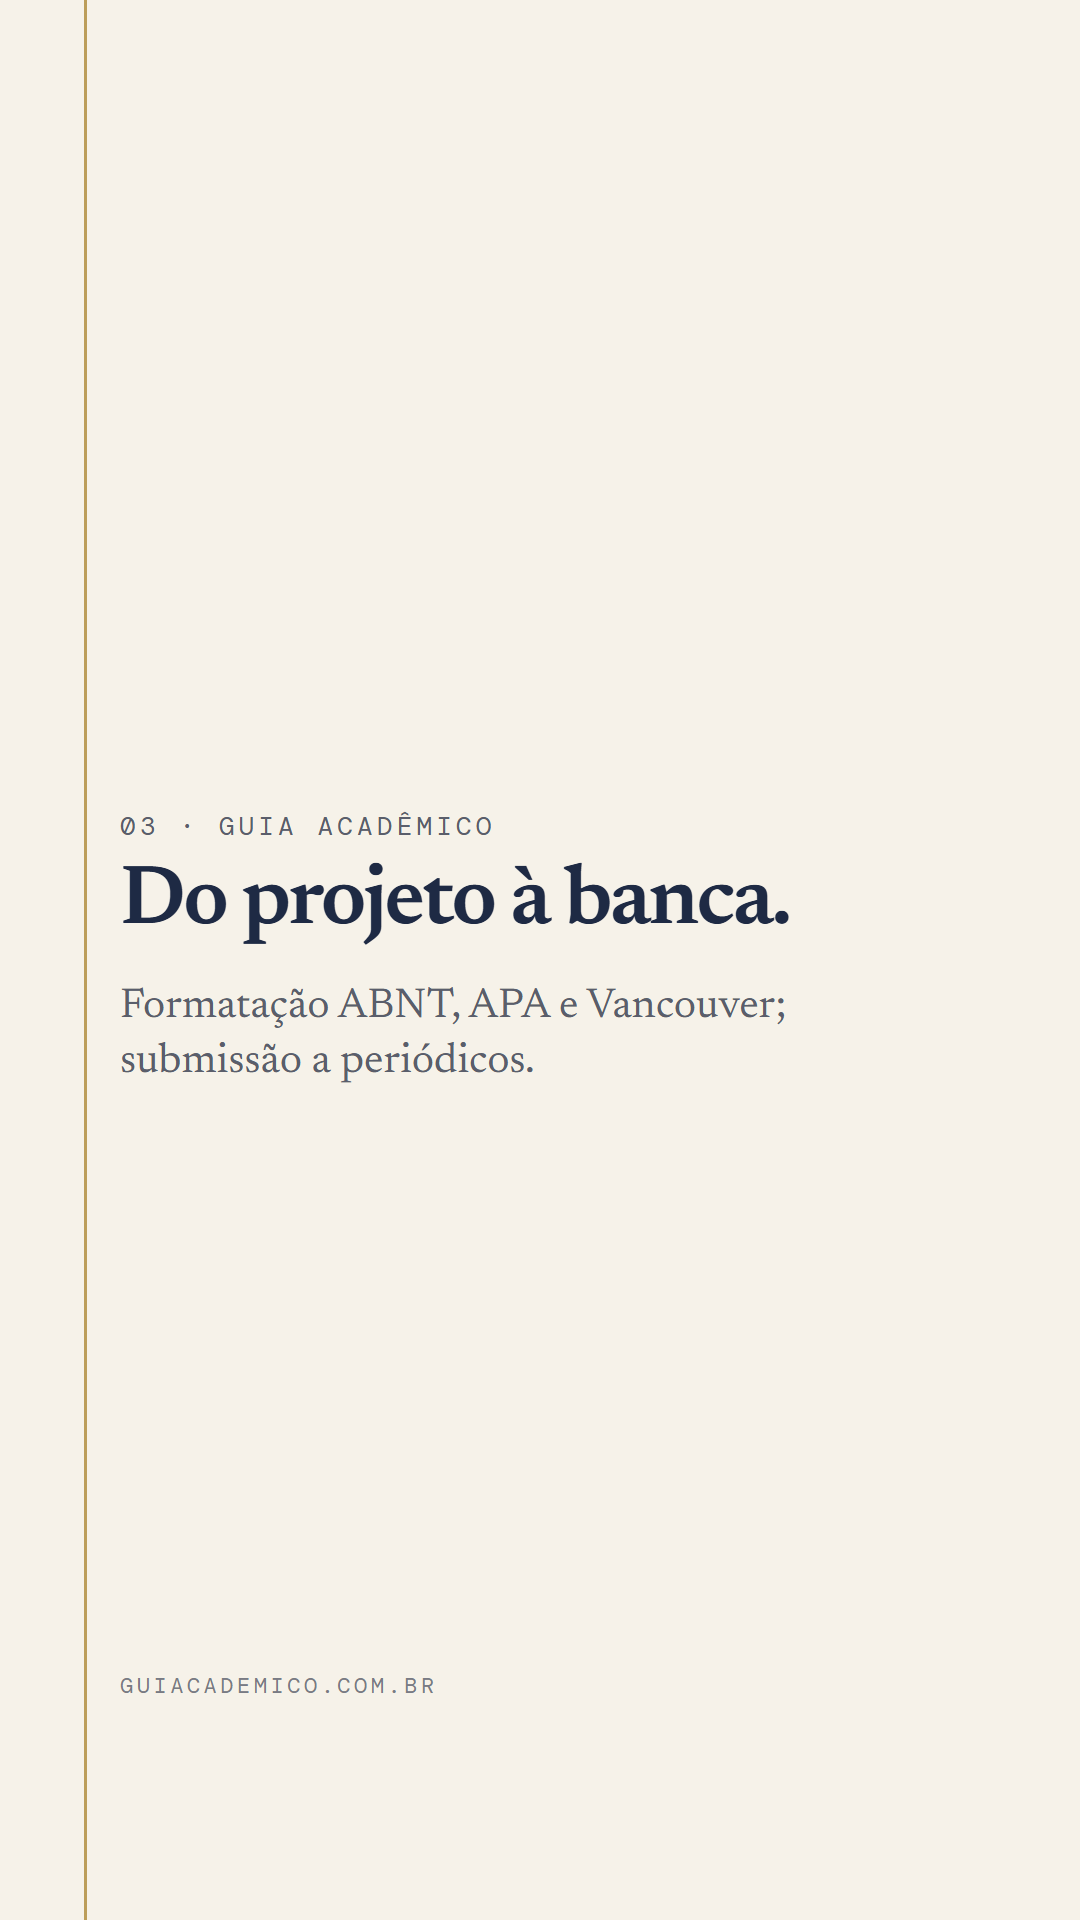 03 · GUIA ACADÊMICO
Do projeto à banca.
Formatação ABNT, APA e Vancouver;
submissão a periódicos.
GUIACADEMICO.COM.BR